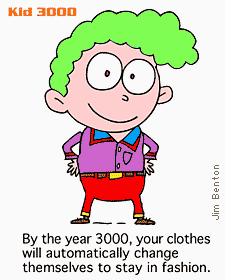 Kid 3000
Jim Benton
By the year 3000, your clothes
will automatically change
themselves to stay in fashion.